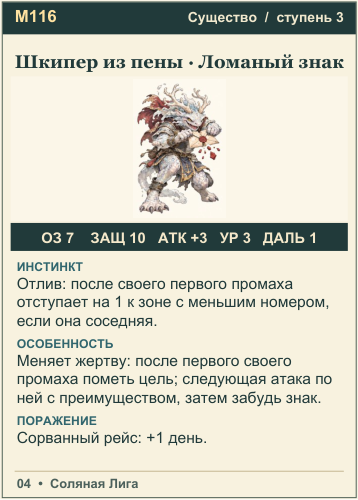 М116
Существо / ступень 3
Шкипер из пены · Ломаный знак
ОЗ 7 ЗАЩ 10 АТК +3 УР 3 ДАЛЬ 1
ИНСТИНКТ
Отлив: после своего первого промаха
отступает на 1 к зоне с меньшим номером,
если она соседняя.
ОСОБЕННОСТЬ
Меняет жертву: после первого своего
промаха пометь цель; следующая атака по
ней с преимуществом, затем забудь знак.
ПОРАЖЕНИЕ
Сорванный рейс: +1 день.
04 • Соляная Лига